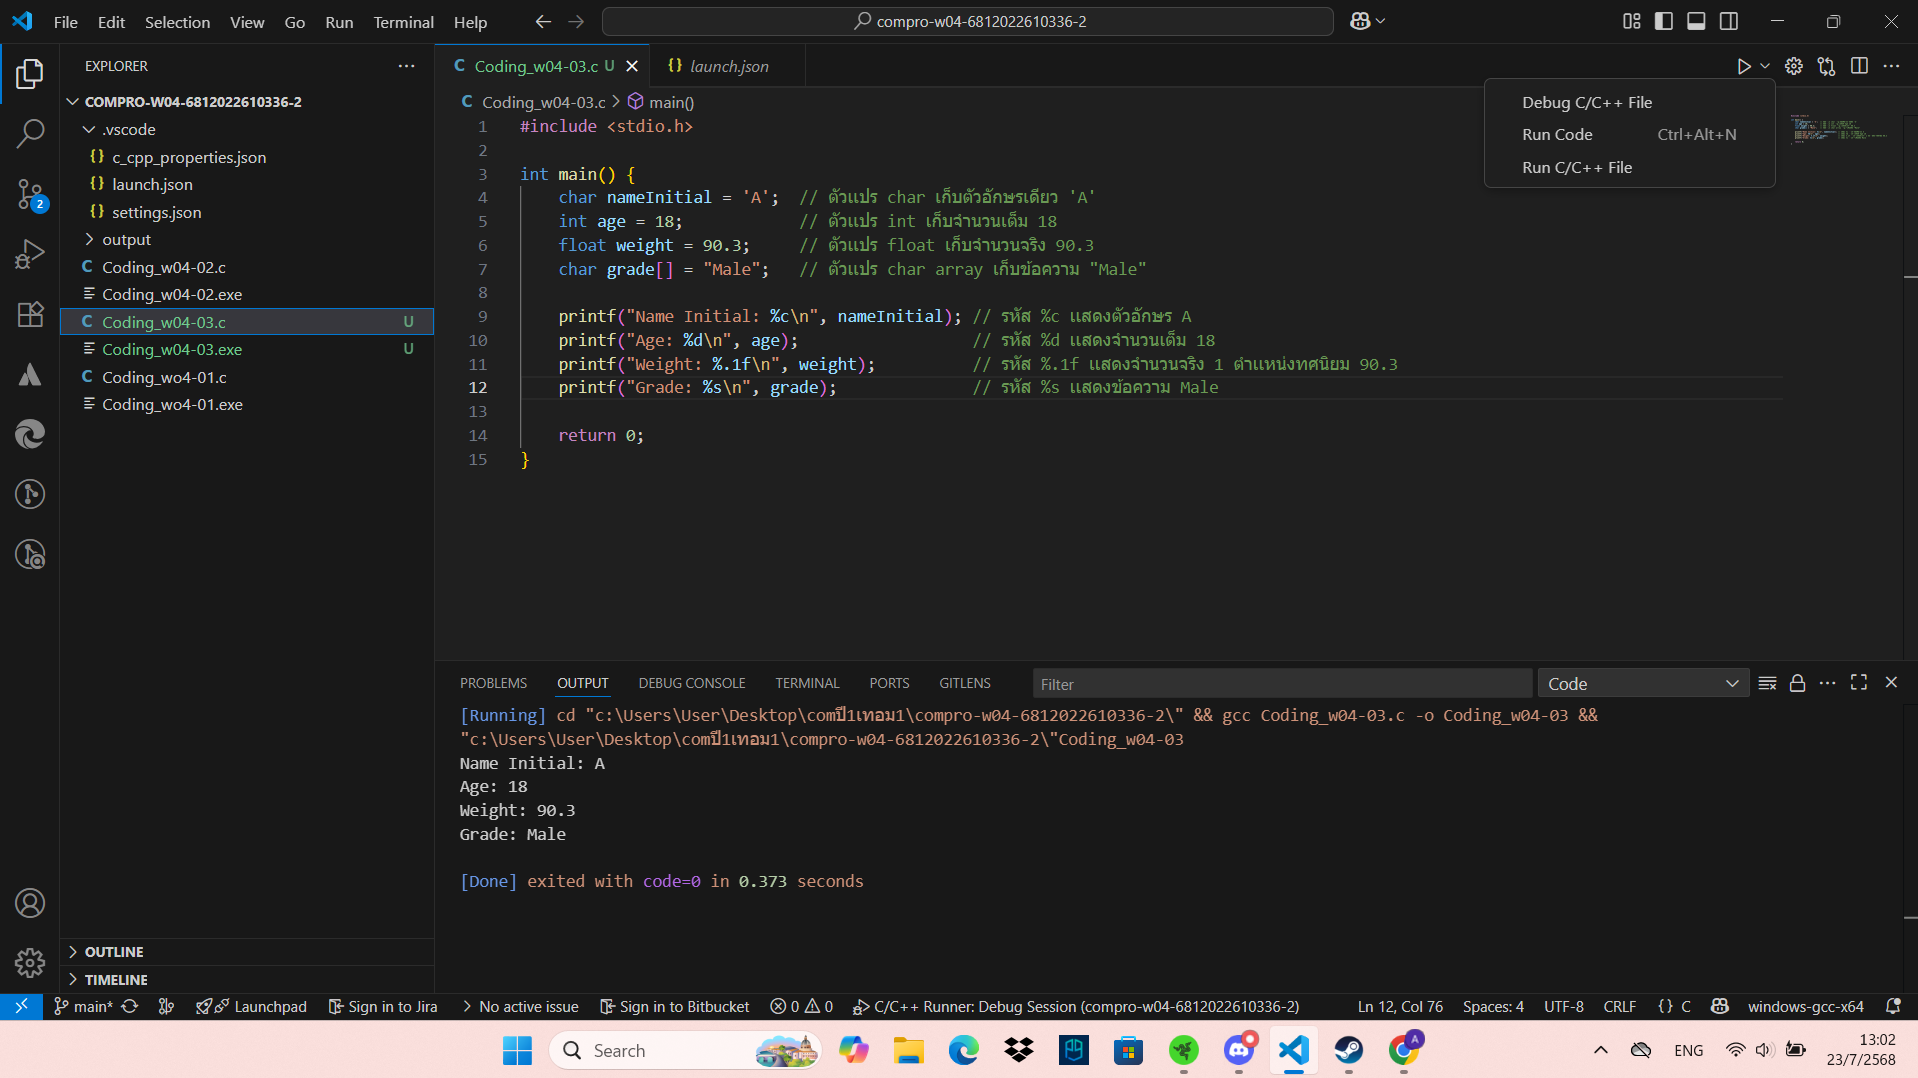 File Edit Selection View Go Run Terminal Help
compro-w04-6812022610336-2
EXPLORER
COMPRO-W04-6812022610336-2
.vscode
{} c_cpp_properties.json
{} launch.json
{} settings.json
output
C Coding_w04-02.c
Coding_w04-02.exe
C Coding_w04-03.c U
Coding_w04-03.exe U
C Coding_wo4-01.c
Coding_wo4-01.exe
2
OUTLINE
TIMELINE
C Coding_w04-03.c U
{} launch.json
C Coding_w04-03.c > main()
Debug C/C++ File
Run Code Ctrl+Alt+N
Run C/C++ File
1 #include <stdio.h>
2
3 int main() {
4 char nameInitial = 'A'; // ตัวแปร char เก็บตัวอักษรเดียว 'A'
5 int age = 18; // ตัวแปร int เก็บจำนวนเต็ม 18
6 float weight = 90.3; // ตัวแปร float เก็บจำนวนจริง 90.3
7 char grade[] = "Male"; // ตัวแปร char array เก็บข้อความ "Male"
8
9 printf("Name Initial: %c\n", nameInitial); // รหัส %c แสดงตัวอักษร A
10 printf("Age: %d\n", age); // รหัส %d แสดงจำนวนเต็ม 18
11 printf("Weight: %.1f\n", weight); // รหัส %.1f แสดงจำนวนจริง 1 ตำแหน่งทศนิยม 90.3
12 printf("Grade: %s\n", grade); // รหัส %s แสดงข้อความ Male
13
14 return 0;
15 }
PROBLEMS OUTPUT DEBUG CONSOLE TERMINAL PORTS GITLENS
Filter
Code
[Running] cd "c:\Users\User\Desktop\comปี1เทอม1\compro-w04-6812022610336-2\" && gcc Coding_w04-03.c -o Coding_w04-03 &&
"c:\Users\User\Desktop\comปี1เทอม1\compro-w04-6812022610336-2\"Coding_w04-03
Name Initial: A
Age: 18
Weight: 90.3
Grade: Male
[Done] exited with code=0 in 0.373 seconds
main* Launchpad Sign in to Jira No active issue Sign in to Bitbucket 0 0 C/C++ Runner: Debug Session (compro-w04-6812022610336-2) Ln 12, Col 76 Spaces: 4 UTF-8 CRLF {} C windows-gcc-x64
Search
A
ENG
13:02
23/7/2568